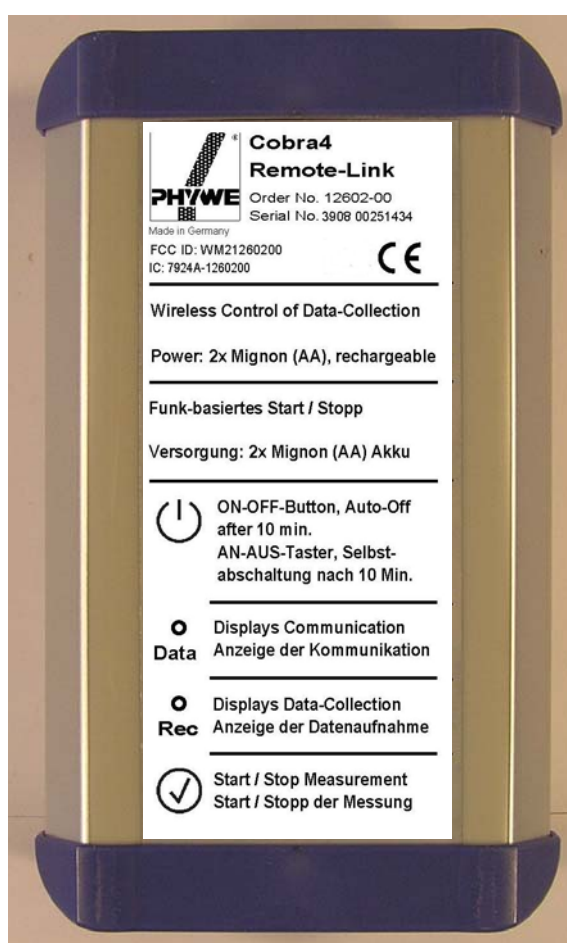 PHYWE
®
Made in Germany
Cobra4
Remote-Link
Order No. 12602-00
Serial No. 3908 00251434
FCC ID: WM21260200
IC: 7924A-1260200
CE
Wireless Control of Data-Collection
Power: 2x Mignon (AA), rechargeable
Funk-basiertes Start / Stopp
Versorgung: 2x Mignon (AA) Akku
ON-OFF-Button, Auto-Off
after 10 min.
AN-AUS-Taster, Selbst-
abschaltung nach 10 Min.
Data
Displays Communication
Anzeige der Kommunikation
Rec
Displays Data-Collection
Anzeige der Datenaufnahme
Start / Stop Measurement
Start / Stopp der Messung